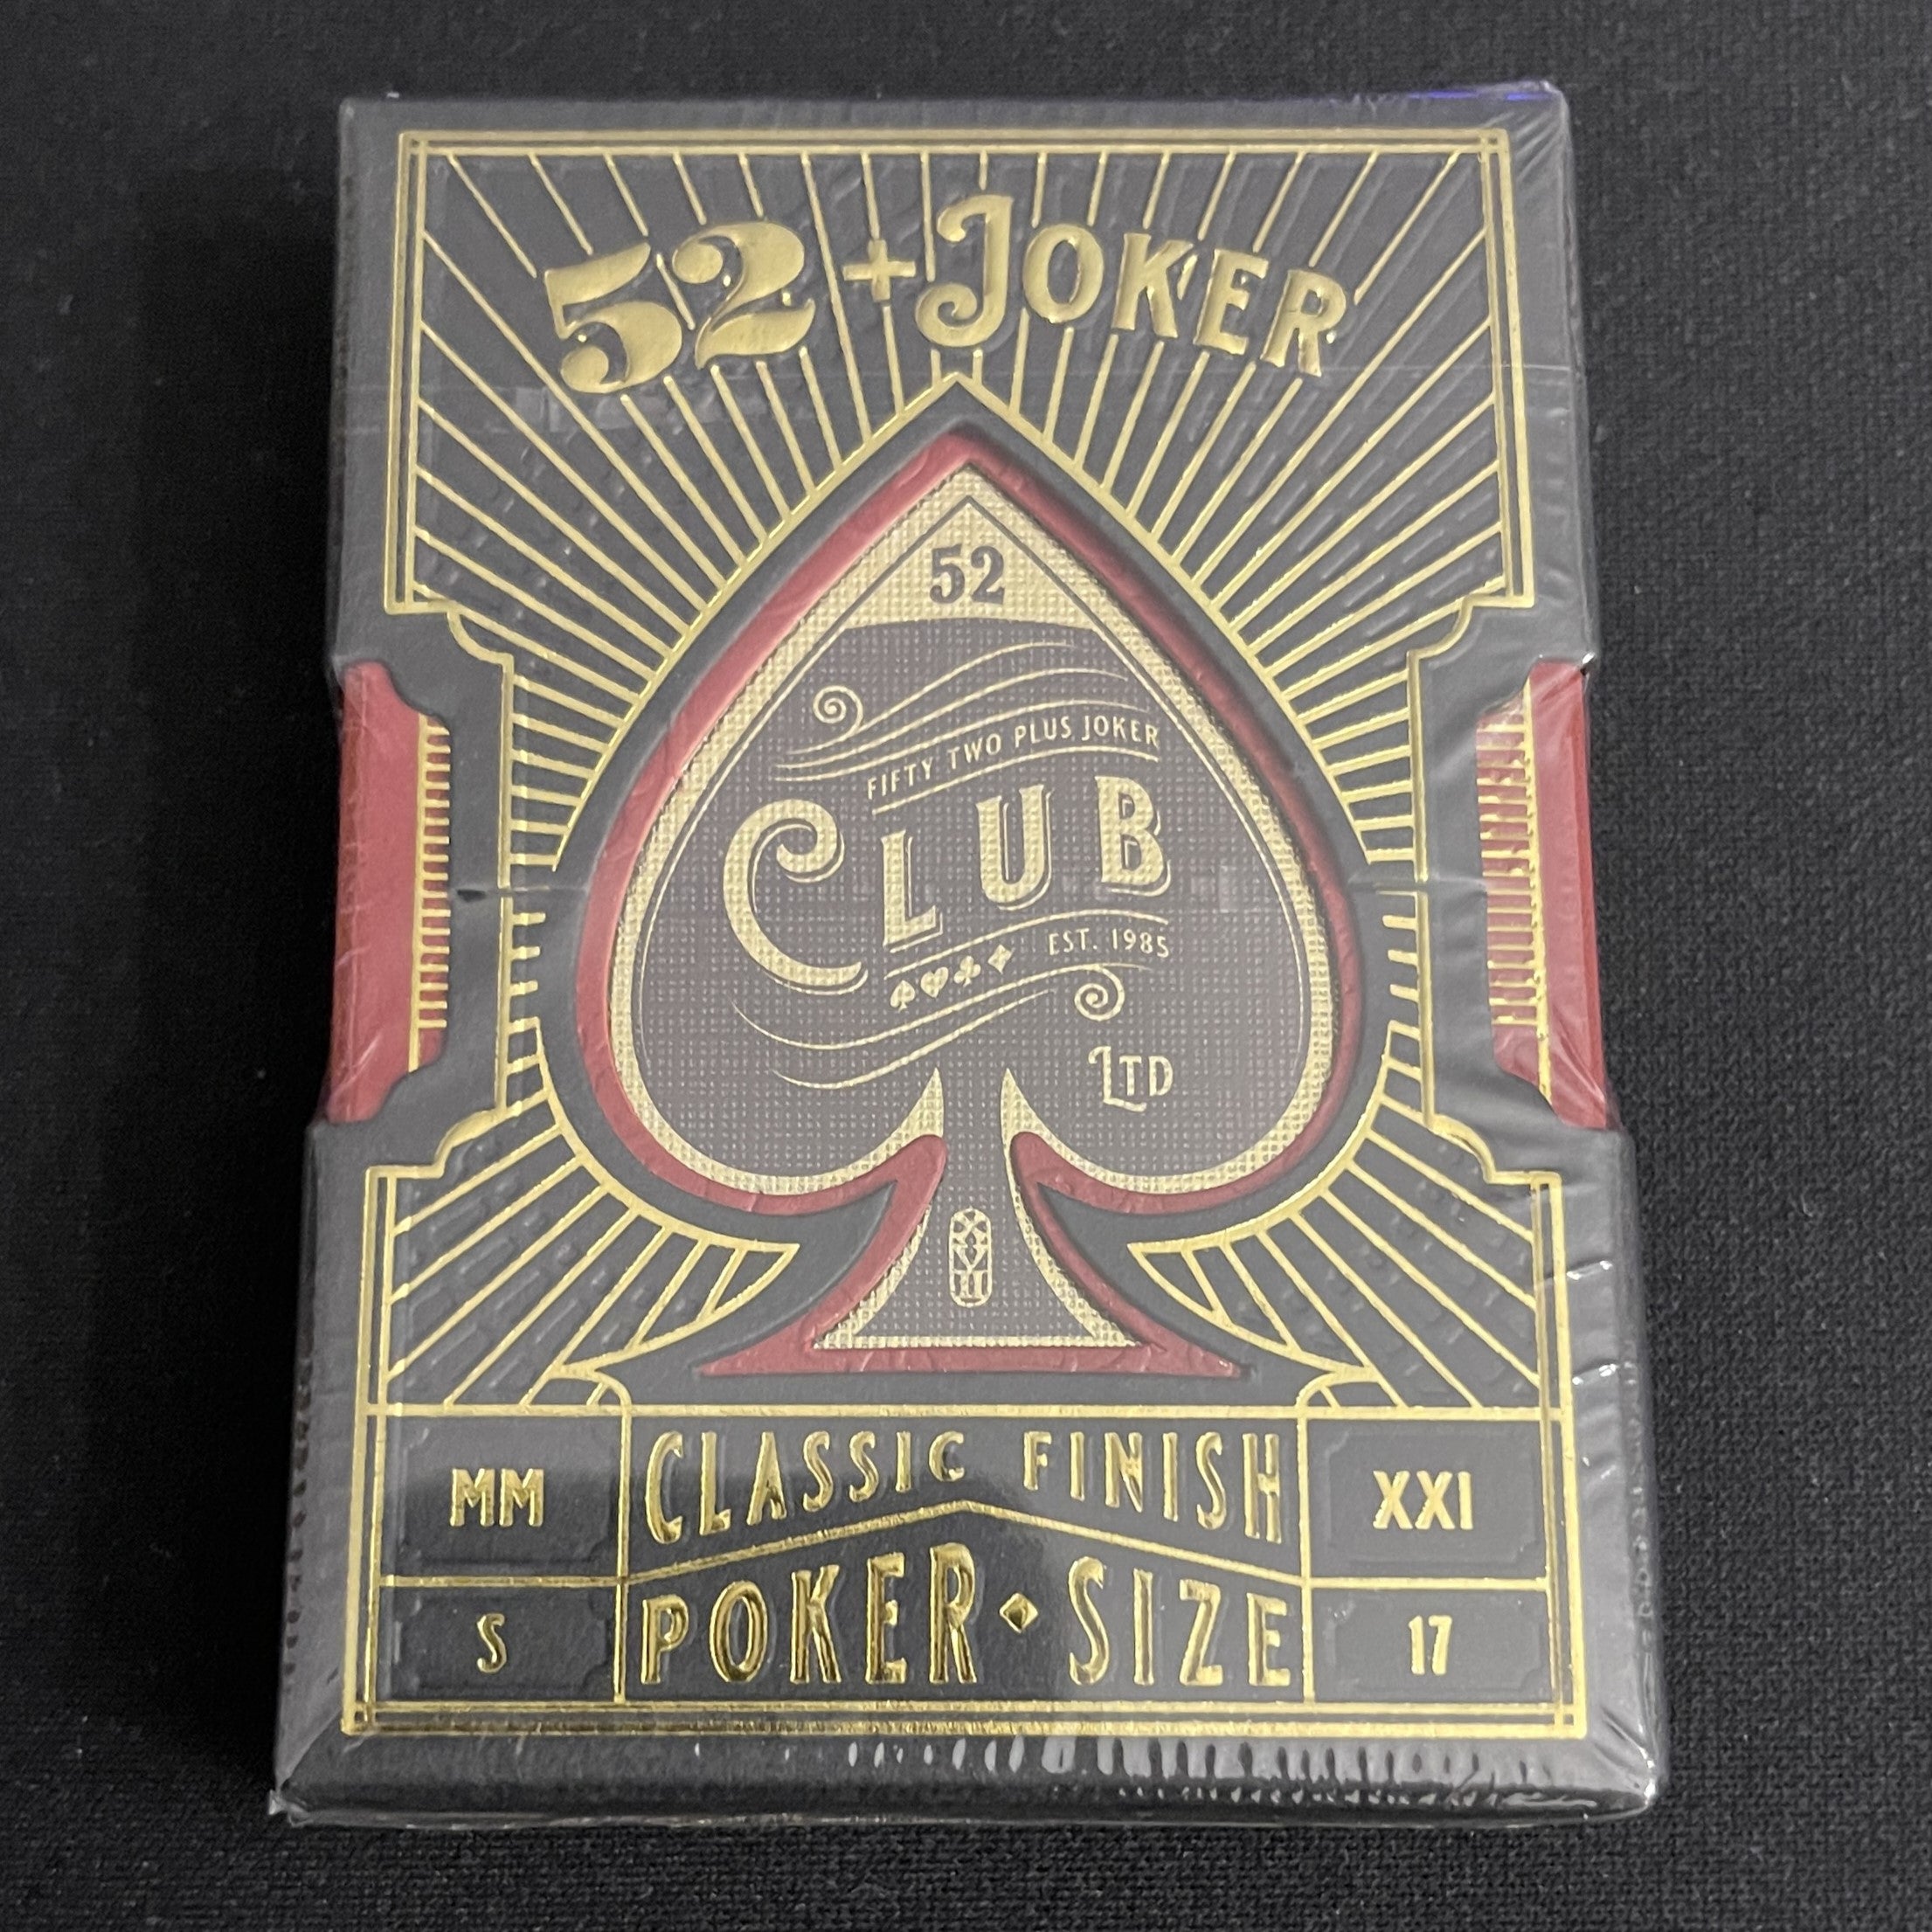 52 + JOKER
52
FIFTY TWO PLUS JOKER
CLUB
EST. 1985
LTD
MM
CLASSIC FINISH
XXI
S
POKER SIZE
17